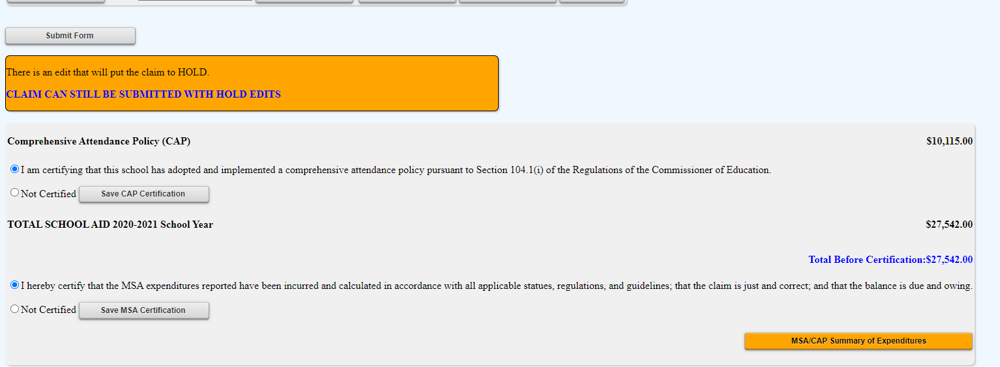 Submit Form
There is an edit that will put the claim to HOLD.
CLAIM CAN STILL BE SUBMITTED WITH HOLD EDITS
Comprehensive Attendance Policy (CAP) $10,115.00
I am certifying that this school has adopted and implemented a comprehensive attendance policy pursuant to Section 104.1(i) of the Regulations of the Commissioner of Education.
Not Certified Save CAP Certification
TOTAL SCHOOL AID 2020-2021 School Year $27,542.00
Total Before Certification:$27,542.00
I hereby certify that the MSA expenditures reported have been incurred and calculated in accordance with all applicable statues, regulations, and guidelines; that the claim is just and correct; and that the balance is due and owing.
Not Certified Save MSA Certification
MSA/CAP Summary of Expenditures